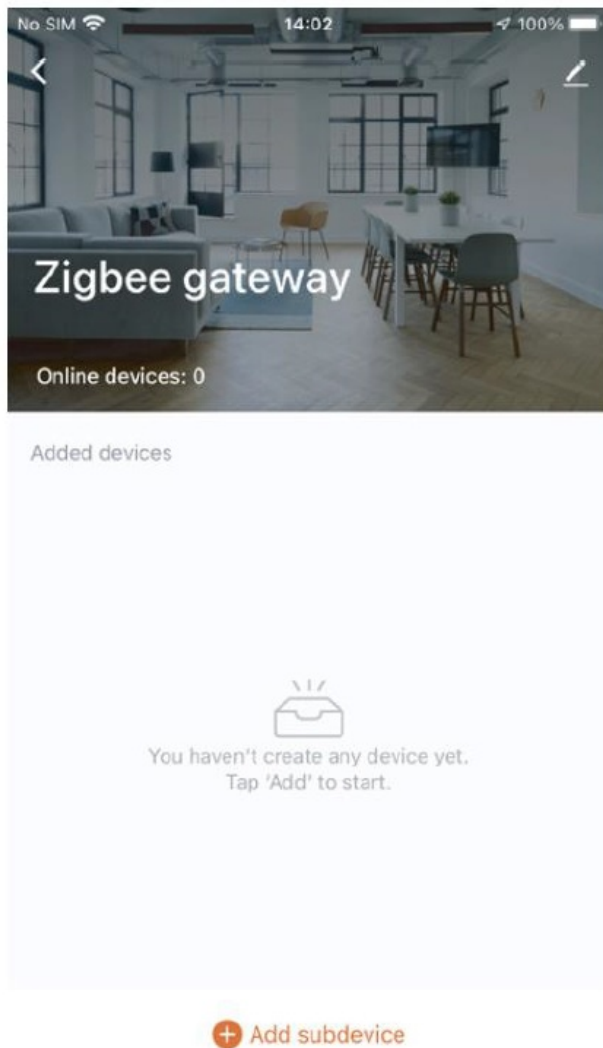 No SIM 14:02 100%
Zigbee gateway
Online devices: 0
Added devices
You haven't create any device yet.
Tap 'Add' to start.
Add subdevice